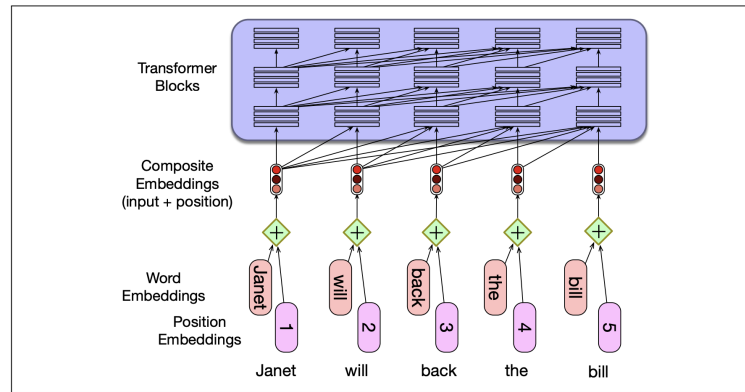 Transformer
Blocks
Composite
Embeddings
(input + position)
+ + + + +
Word
Embeddings
Janet will back the bill
Position
Embeddings
1 2 3 4 5
Janet will back the bill